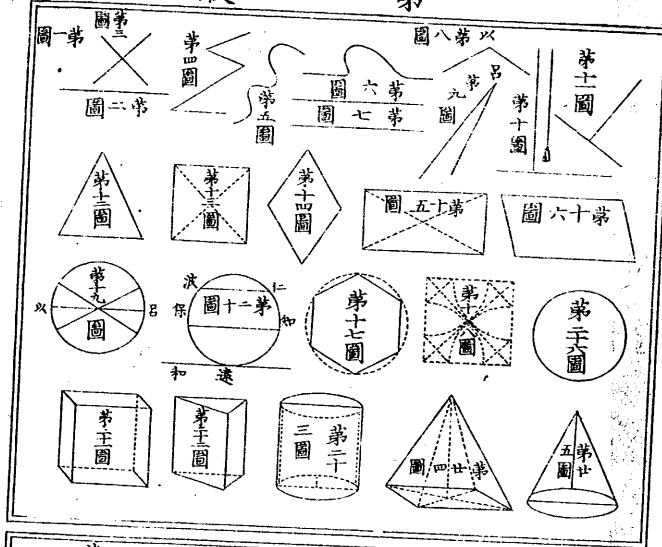 第
第一圖
第三圖
第二圖
第四圖
第五圖
第六圖
第七圖
以
第八圖
呂
第九圖
第十圖
第十一圖
第十二圖
第十三圖
第十四圖
第十五圖
第十六圖
以
第十九圖
呂
波
仁
保
第二十圖
和
和
遠
第十七圖
第十八圖
第二十六圖
第二十一圖
第二十二圖
第二十三圖
第廿四圖
第廿五圖